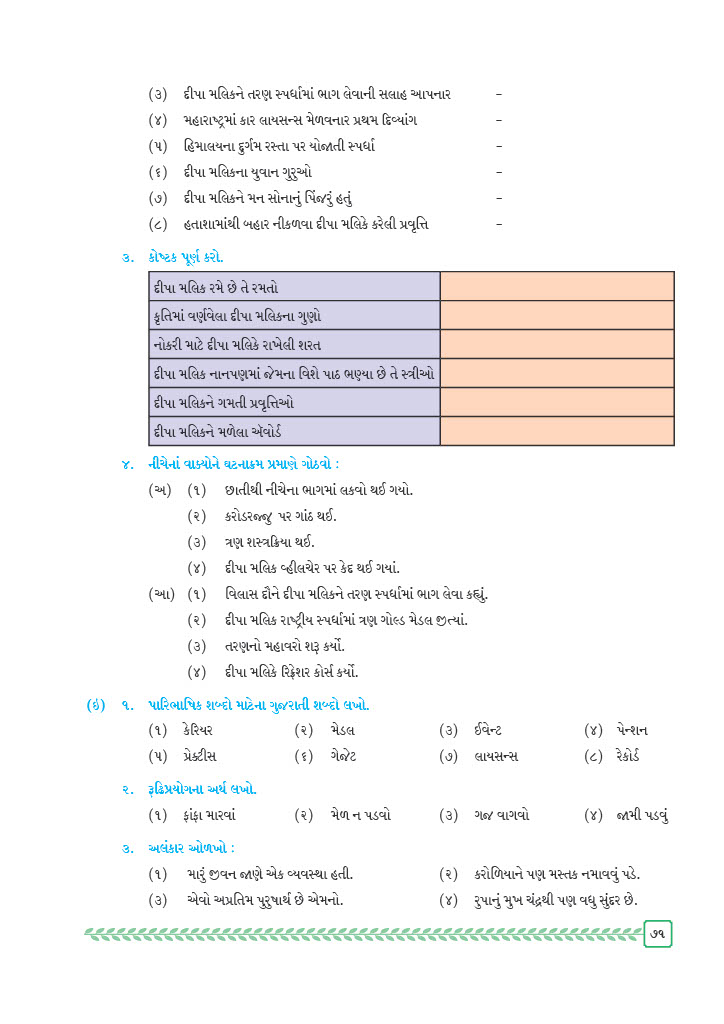 (૩) દીપા મલિકને તરણ સ્પર્ધામાં ભાગ લેવાની સલાહ આપનાર –
(૪) મહારાષ્ટ્રમાં કાર લાયસન્સ મેળવનાર પ્રથમ દિવ્યાંગ –
(૫) હિમાલયના દુર્ગમ રસ્તા પર યોજાતી સ્પર્ધા –
(૬) દીપા મલિકના યુવાન ગુરુઓ –
(૭) દીપા મલિકને મન સોનાનું પિંજરું હતું –
(૮) હતાશામાંથી બહાર નીકળવા દીપા મલિકે કરેલી પ્રવૃત્તિ –
૩. કોષ્ટક પૂર્ણ કરો.
દીપા મલિક રમે છે તે રમતો
કૃતિમાં વર્ણવેલા દીપા મલિકના ગુણો
નોકરી માટે દીપા મલિકે રાખેલી શરત
દીપા મલિક નાનપણમાં જેમના વિશે પાઠ ભણ્યા છે તે સ્ત્રીઓ
દીપા મલિકને ગમતી પ્રવૃત્તિઓ
દીપા મલિકને મળેલા ઍવોર્ડ
૪. નીચેનાં વાક્યોને ઘટનાક્રમ પ્રમાણે ગોઠવો :
(અ) (૧) છાતીથી નીચેના ભાગમાં લકવો થઈ ગયો.
(૨) કરોડરજ્જુ પર ગાંઠ થઈ.
(૩) ત્રણ શસ્ત્રક્રિયા થઈ.
(૪) દીપા મલિક વ્હીલચેર પર કેદ થઈ ગયાં.
(આ) (૧) વિલાસ દૌને દીપા મલિકને તરણ સ્પર્ધામાં ભાગ લેવા કહ્યું.
(૨) દીપા મલિક રાષ્ટ્રીય સ્પર્ધામાં ત્રણ ગોલ્ડ મેડલ જીત્યાં.
(૩) તરણનો મહાવરો શરૂ કર્યો.
(૪) દીપા મલિકે રિફ્રેશર કોર્સ કર્યો.
(ઇ) ૧. પારિભાષિક શબ્દો માટેના ગુજરાતી શબ્દો લખો.
(૧) કેરિયર (૨) મેડલ (૩) ઈવેન્ટ (૪) પેન્શન
(૫) પ્રેક્ટીસ (૬) ગેજેટ (૭) લાયસન્સ (૮) રેકોર્ડ
૨. રૂઢિપ્રયોગના અર્થ લખો.
(૧) ફાંફા મારવાં (૨) મેળ ન પડવો (૩) ગજ વાગવો (૪) જામી પડવું
૩. અલંકાર ઓળખો :
(૧) મારું જીવન જાણે એક વ્યવસ્થા હતી. (૨) કરોળિયાને પણ મસ્તક નમાવવું પડે.
(૩) એવો અપ્રતિમ પુરુષાર્થ છે એમનો. (૪) રુપાનું મુખ ચંદ્રથી પણ વધુ સુંદર છે.
૭૧